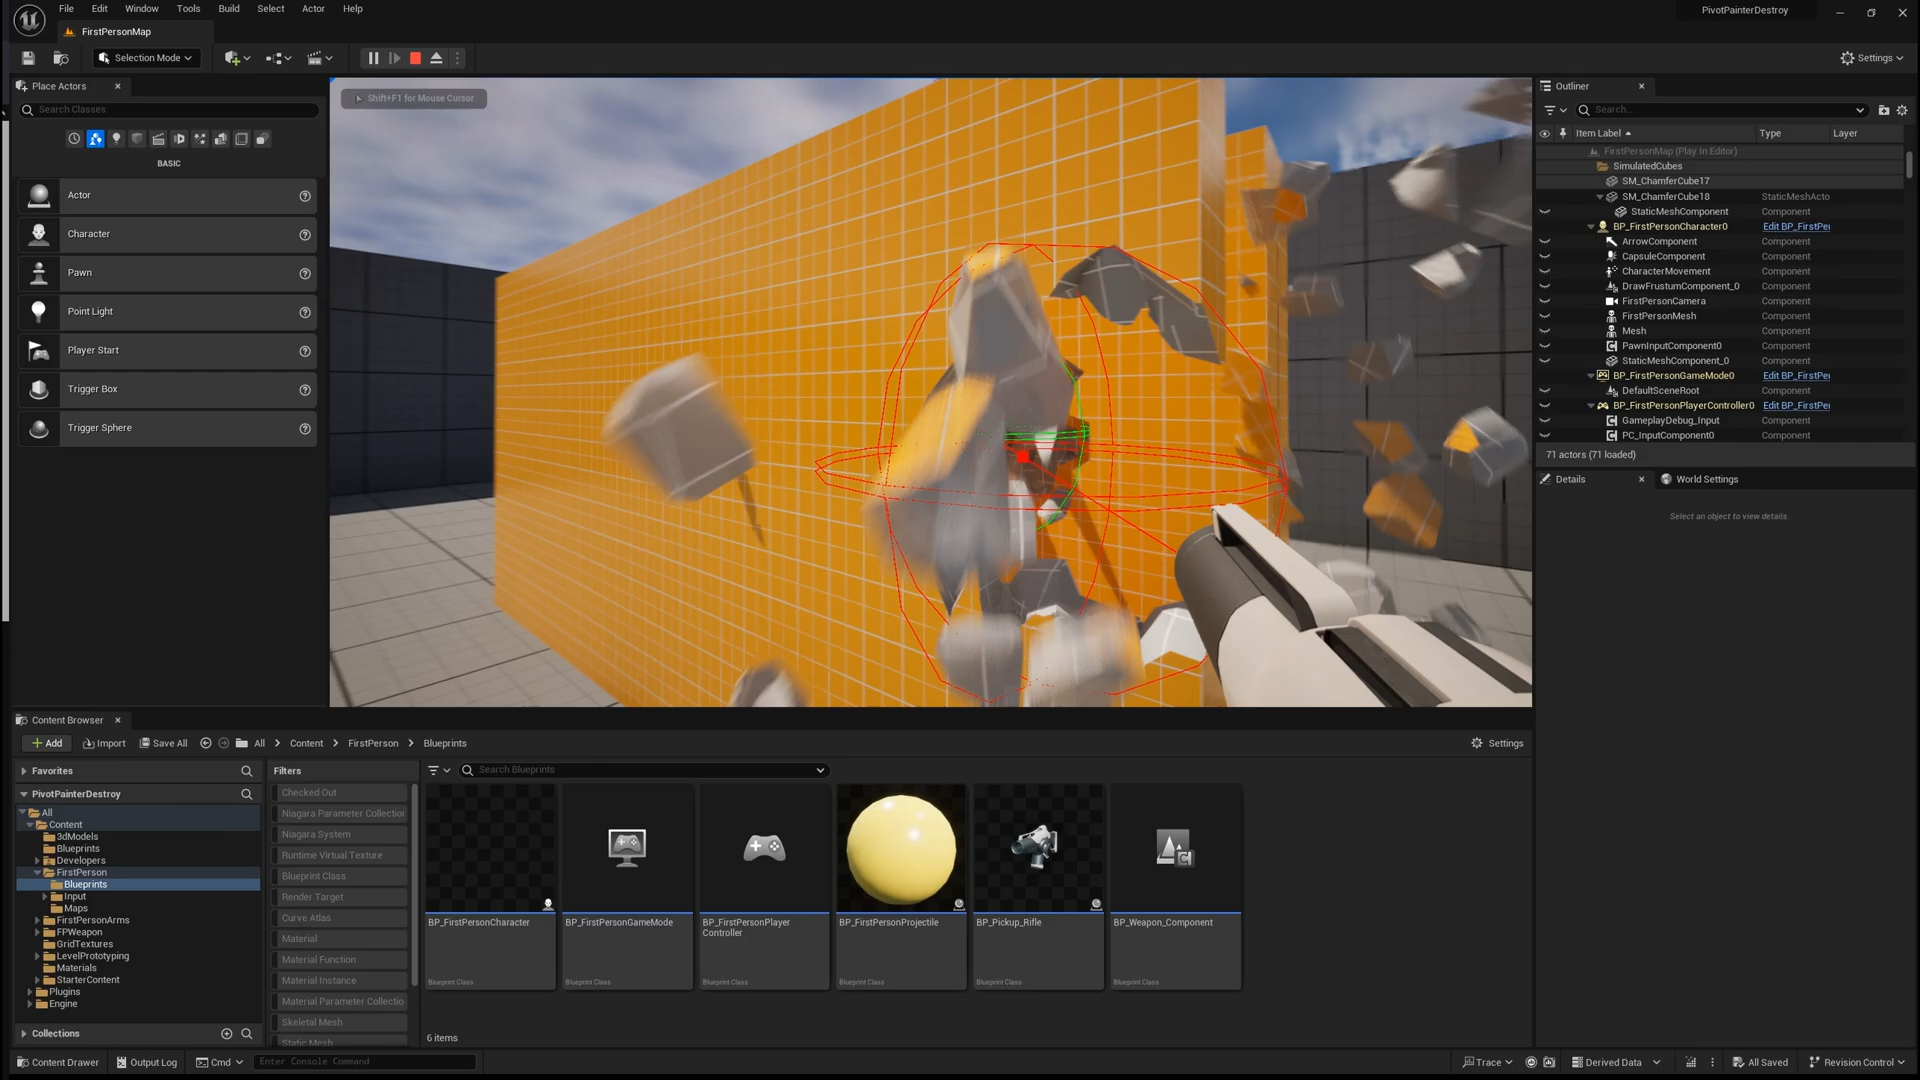 File Edit Window Tools Build Select Actor Help
PivotPainterDestroy
FirstPersonMap
Selection Mode
Settings
Place Actors
Search Classes
BASIC
Actor
Character
Pawn
Point Light
Player Start
Trigger Box
Trigger Sphere
Shift+F1 for Mouse Cursor
Outliner
Search...
Item Label Type Layer
FirstPersonMap (Play In Editor)
SimulatedCubes
SM_ChamferCube17
SM_ChamferCube18 StaticMeshActo
StaticMeshComponent Component
BP_FirstPersonCharacter0 Edit BP_FirstPer
ArrowComponent Component
CapsuleComponent Component
CharacterMovement Component
DrawFrustumComponent_0 Component
FirstPersonCamera Component
FirstPersonMesh Component
Mesh Component
PawnInputComponent0 Component
StaticMeshComponent_0 Component
BP_FirstPersonGameMode0 Edit BP_FirstPer
DefaultSceneRoot Component
BP_FirstPersonPlayerController0 Edit BP_FirstPer
GameplayDebug_Input Component
PC_InputComponent0 Component
71 actors (71 loaded)
Details
World Settings
Select an object to view details.
Content Browser
Add Import Save All All Content FirstPerson Blueprints
Settings
Favorites
PivotPainterDestroy
All
Content
3dModels
Blueprints
Developers
FirstPerson
Blueprints
Input
Maps
FirstPersonArms
FPWeapon
GridTextures
LevelPrototyping
Materials
StarterContent
Plugins
Engine
Collections
Filters
Checked Out
Niagara Parameter Collectio
Niagara System
Runtime Virtual Texture
Blueprint Class
Render Target
Curve Atlas
Material
Material Function
Material Instance
Material Parameter Collectio
Skeletal Mesh
Static Mesh
Search Blueprints
BP_FirstPersonCharacter
Blueprint Class
BP_FirstPersonGameMode
Blueprint Class
BP_FirstPersonPlayer
Controller
Blueprint Class
BP_FirstPersonProjectile
Blueprint Class
BP_Pickup_Rifle
Blueprint Class
BP_Weapon_Component
Blueprint Class
6 items
Content Drawer Output Log Cmd Enter Console Command
Trace Derived Data All Saved Revision Control